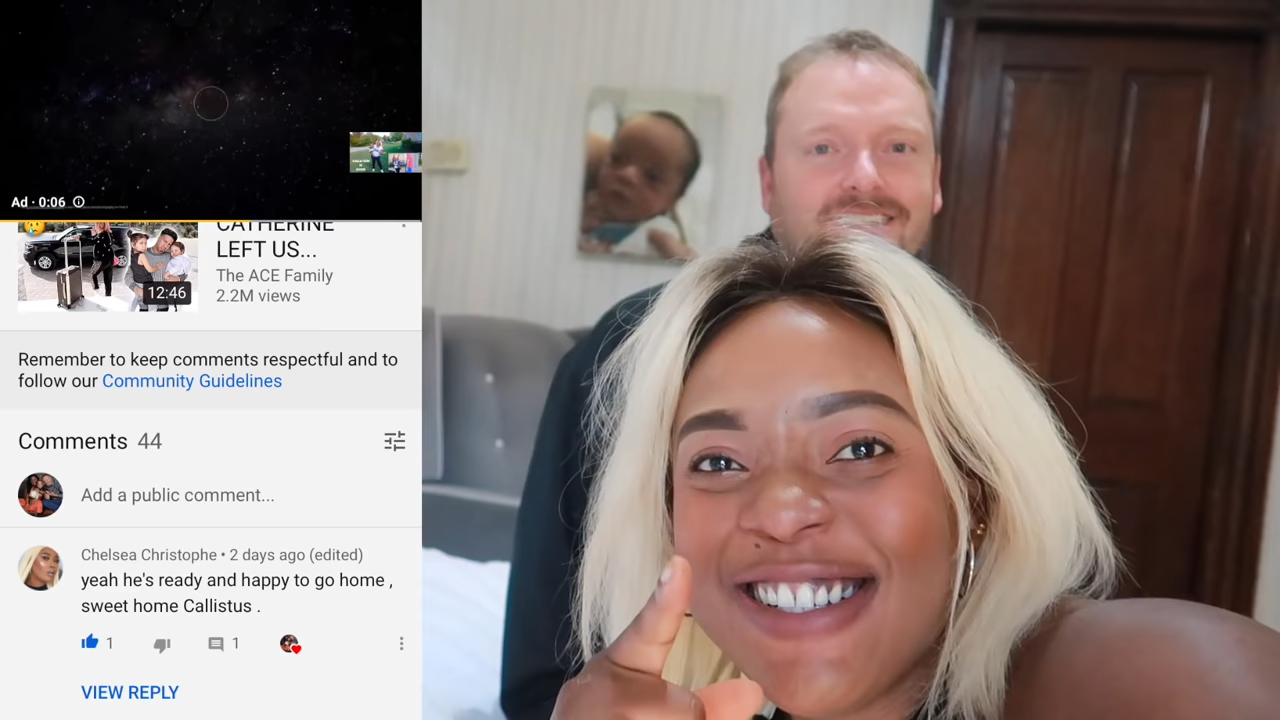 Ad · 0:06
CATHERINE
LEFT US...
The ACE Family
2.2M views
12:46
Remember to keep comments respectful and to
follow our Community Guidelines
Comments 44
Add a public comment...
Chelsea Christophe • 2 days ago (edited)
yeah he's ready and happy to go home ,
sweet home Callistus .
1
1
VIEW REPLY